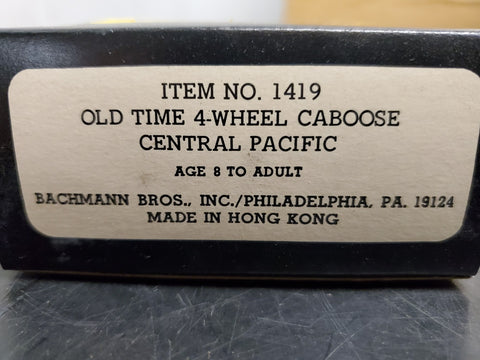 ITEM NO. 1419
OLD TIME 4-WHEEL CABOOSE
CENTRAL PACIFIC
AGE 8 TO ADULT
BACHMANN BROS., INC./PHILADELPHIA, PA. 19124
MADE IN HONG KONG